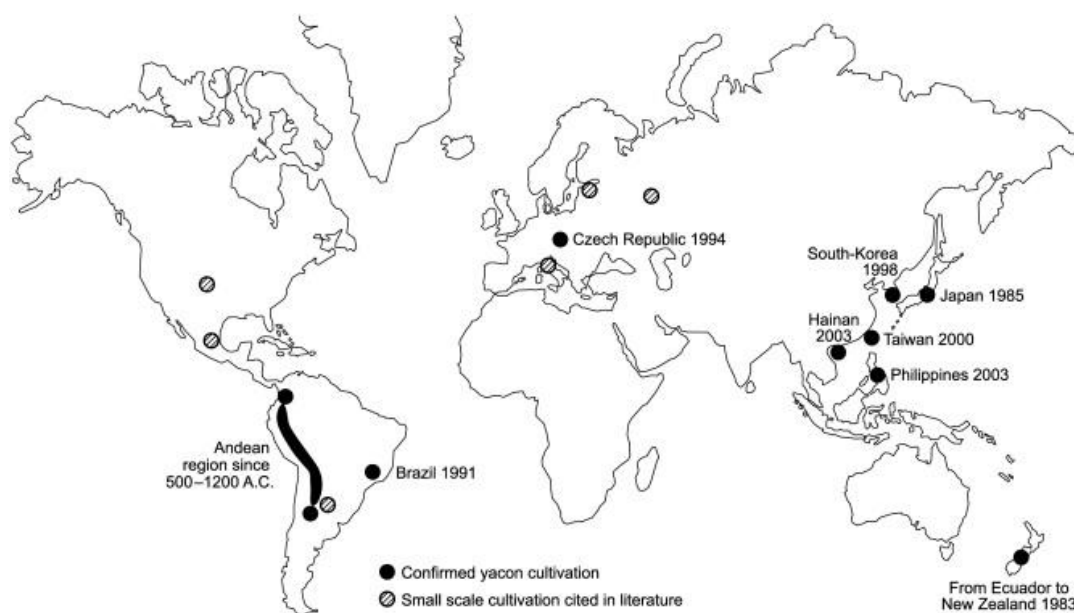 Czech Republic 1994
South-Korea
1998
Japan 1985
Hainan
2003
Taiwan 2000
Philippines 2003
Andean
region since
500–1200 A.C.
Brazil 1991
Confirmed yacon cultivation
Small scale cultivation cited in literature
From Ecuador to
New Zealand 1983